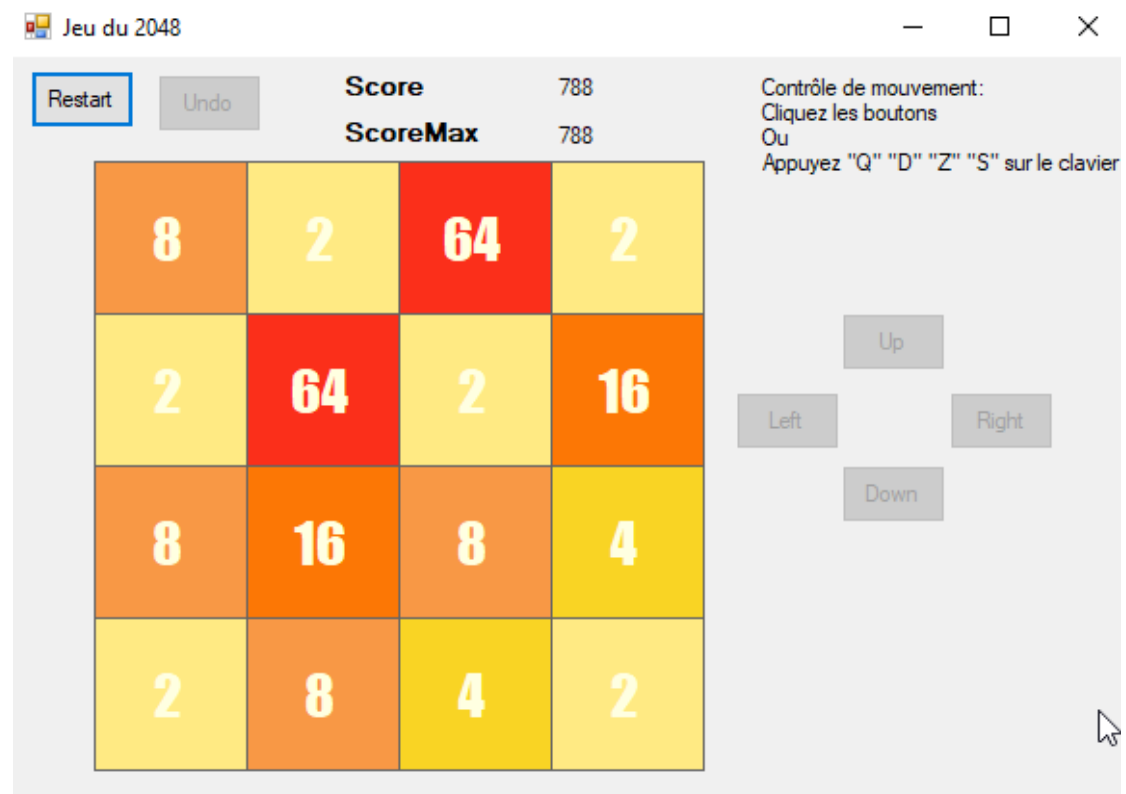 Jeu du 2048
Restart Undo Score 788
ScoreMax 788
Contrôle de mouvement:
Cliquez les boutons
Ou
Appuyez "Q" "D" "Z" "S" sur le clavier
8 2 64 2
2 64 2 16
8 16 8 4
2 8 4 2
Up
Left Right
Down